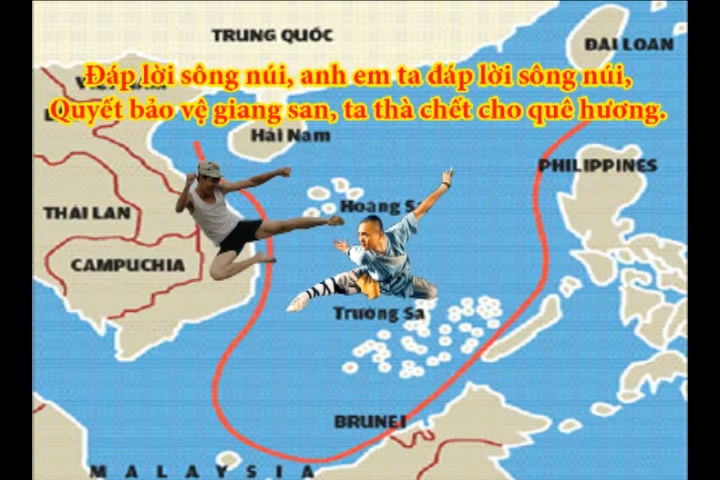 TRUNG QUỐC
ĐÀI LOAN
Đáp lời sông núi, anh em ta đáp lời sông núi,
Quyết bảo vệ giang san, ta thà chết cho quê hương.
Hải Nam
PHILIPPINES
Hoàng S
THÁI LAN
CAMPUCHIA
Trường Sa
BRUNEI
MALAYSIA